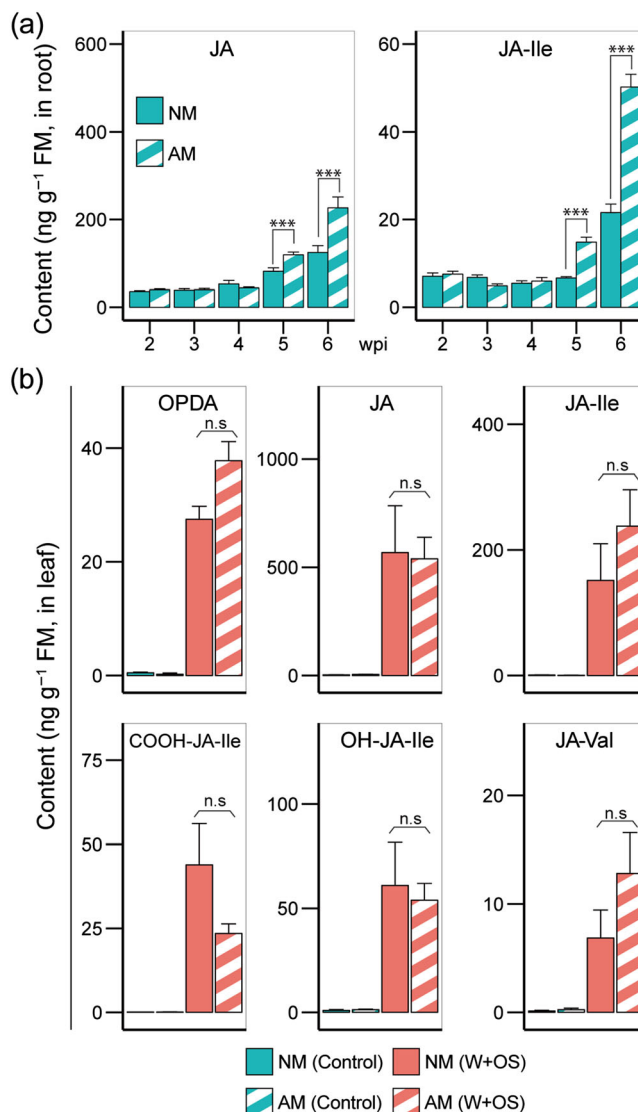 (a)
JA
JA-Ile
Content (ng g⁻¹ FM, in root)
600
400
200
0
NM
AM
***
***
2 3 4 5 6
wpi
60
40
20
0
***
***
2 3 4 5 6
(b)
Content (ng g⁻¹ FM, in leaf)
OPDA
40
20
0
n.s
JA
1000
500
0
n.s
JA-Ile
400
200
0
n.s
COOH-JA-Ile
75
50
25
0
n.s
OH-JA-Ile
100
50
0
n.s
JA-Val
20
10
0
n.s
NM (Control)
NM (W+OS)
AM (Control)
AM (W+OS)